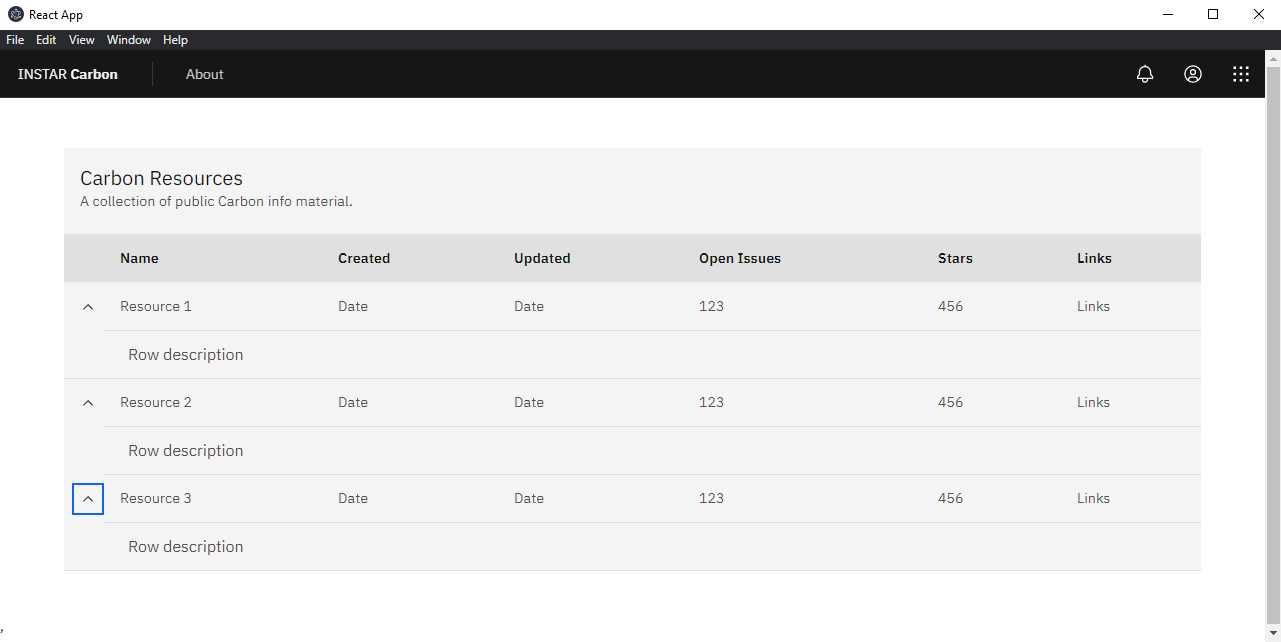 React App
File Edit View Window Help
INSTAR Carbon About
Carbon Resources
A collection of public Carbon info material.
Name Created Updated Open Issues Stars Links
Resource 1 Date Date 123 456 Links
Row description
Resource 2 Date Date 123 456 Links
Row description
Resource 3 Date Date 123 456 Links
Row description
,